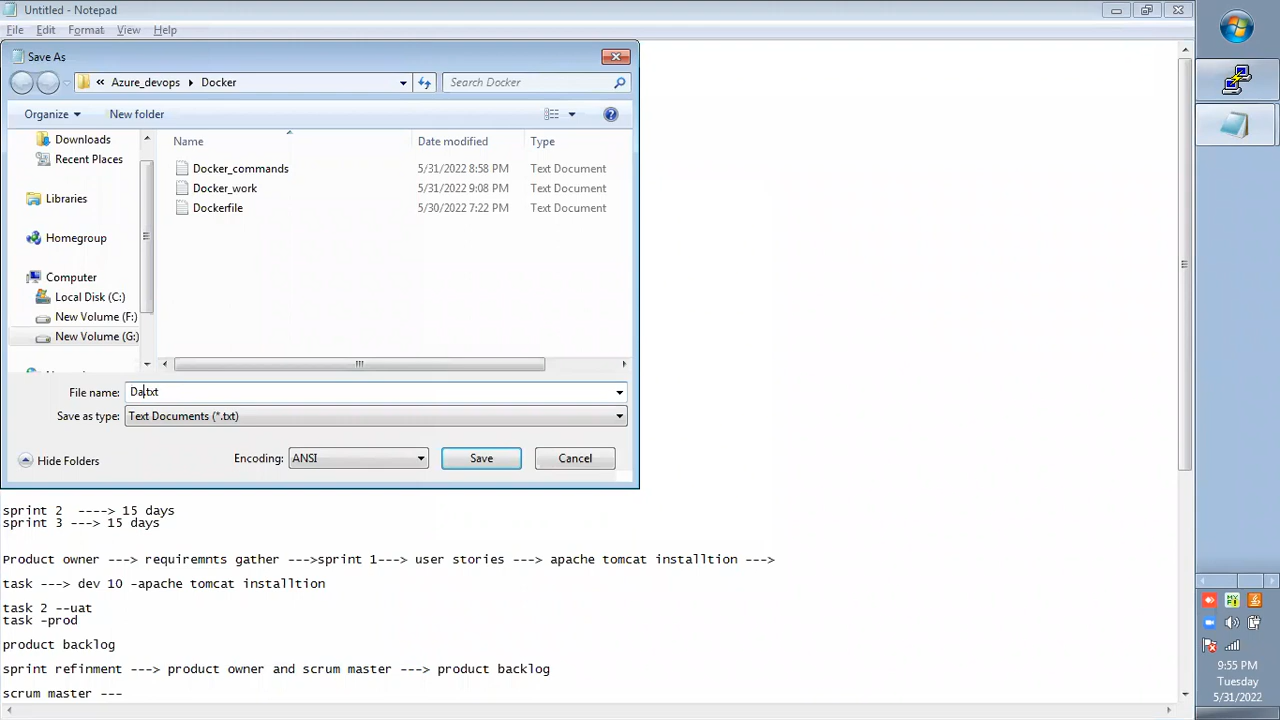 Untitled - Notepad
File Edit Format View Help
Save As
« Azure_devops Docker
Search Docker
Organize New folder
Name Date modified Type
Downloads
Recent Places
Libraries
Homegroup
Computer
Local Disk (C:)
New Volume (F:)
New Volume (G:)
Docker_commands 5/31/2022 8:58 PM Text Document
Docker_work 5/31/2022 9:08 PM Text Document
Dockerfile 5/30/2022 7:22 PM Text Document
File name: Da.txt
Save as type: Text Documents (*.txt)
Hide Folders
Encoding: ANSI
Save
Cancel
sprint 2  ----> 15 days
sprint 3 ---> 15 days
Product owner ---> requiremnts gather --->sprint 1---> user stories ---> apache tomcat installtion --->
task ---> dev 10 -apache tomcat installtion
task 2 --uat
task -prod
product backlog
sprint refinment ---> product owner and scrum master ---> product backlog
scrum master ---
9:55 PM
Tuesday
5/31/2022